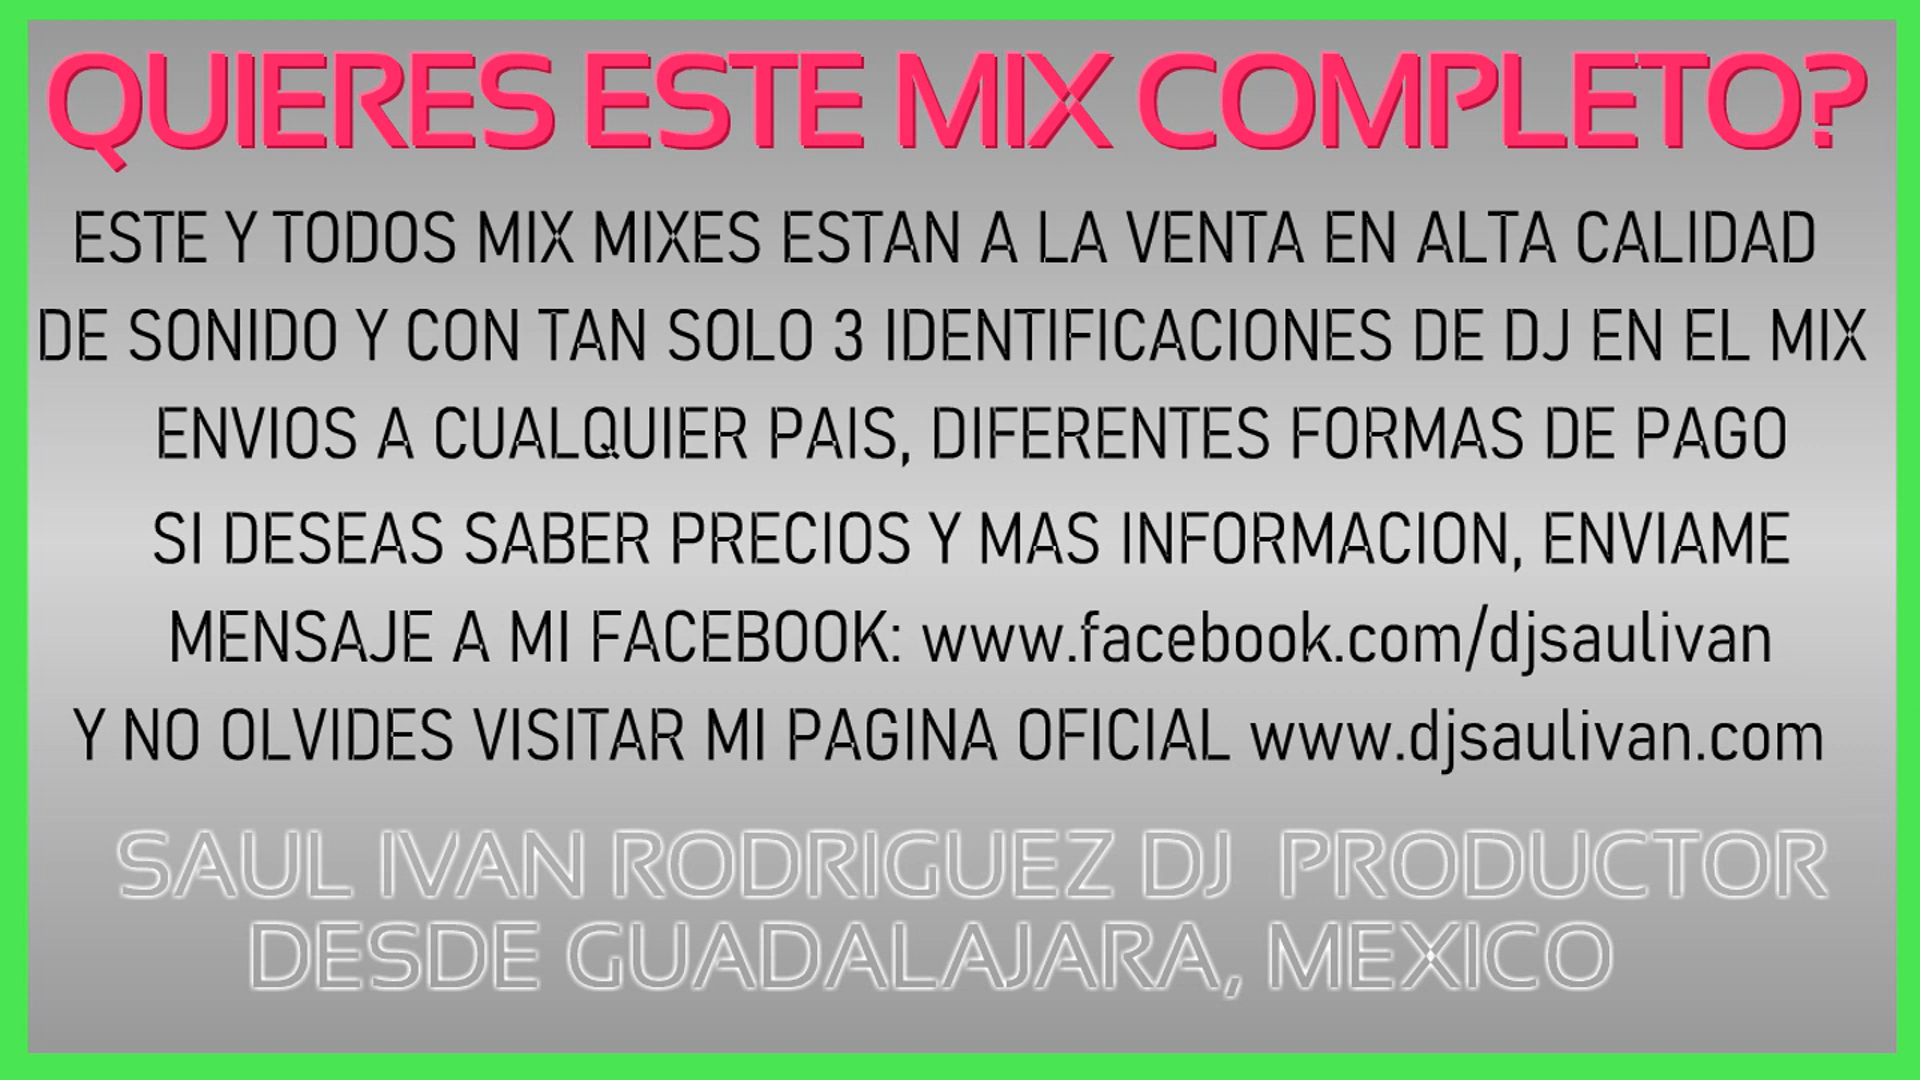 QUIERES ESTE MIX COMPLETO?
ESTE Y TODOS MIX MIXES ESTAN A LA VENTA EN ALTA CALIDAD
DE SONIDO Y CON TAN SOLO 3 IDENTIFICACIONES DE DJ EN EL MIX
ENVIOS A CUALQUIER PAIS, DIFERENTES FORMAS DE PAGO
SI DESEAS SABER PRECIOS Y MAS INFORMACION, ENVIAME
MENSAJE A MI FACEBOOK: www.facebook.com/djsaulivan
Y NO OLVIDES VISITAR MI PAGINA OFICIAL www.djsaulivan.com
SAUL IVAN RODRIGUEZ DJ PRODUCTOR
DESDE GUADALAJARA, MEXICO